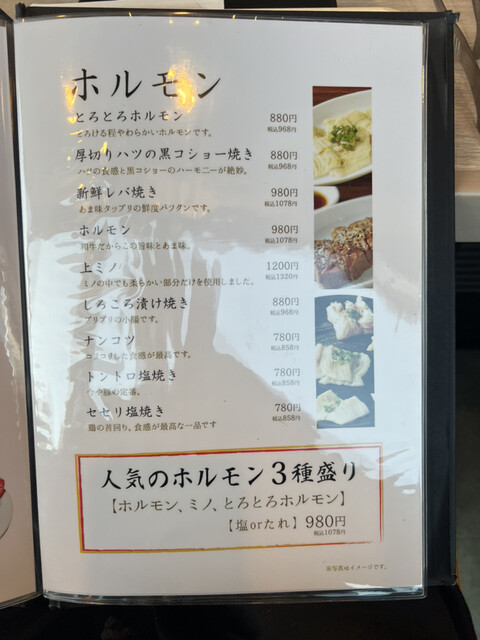 ホルモン
とろとろホルモン 880円
とろける程やわらかいホルモンです。 税込968円
厚切りハツの黒コショー焼き 880円
ハツの食感と黒コショーのハーモニーが絶妙。 税込968円
新鮮レバ焼き 980円
あま味タップリの鮮度バツグンです。 税込1078円
ホルモン 980円
和牛だからこの旨味とあま味。 税込1078円
上ミノ 1200円
ミノの中でも柔らかい部分だけを使用しました。 税込1320円
しろころ漬け焼き 880円
プリプリの小腸です。 税込968円
ナンコツ 780円
コリコリした食感が最高です。 税込858円
トントロ塩焼き 780円
今や豚の定番。 税込858円
セセリ塩焼き 780円
鶏の首回り、食感が最高な一品です 税込858円
人気のホルモン3種盛り
【ホルモン、ミノ、とろとろホルモン】
【塩orたれ】980円
税込1078円
※写真はイメージです。